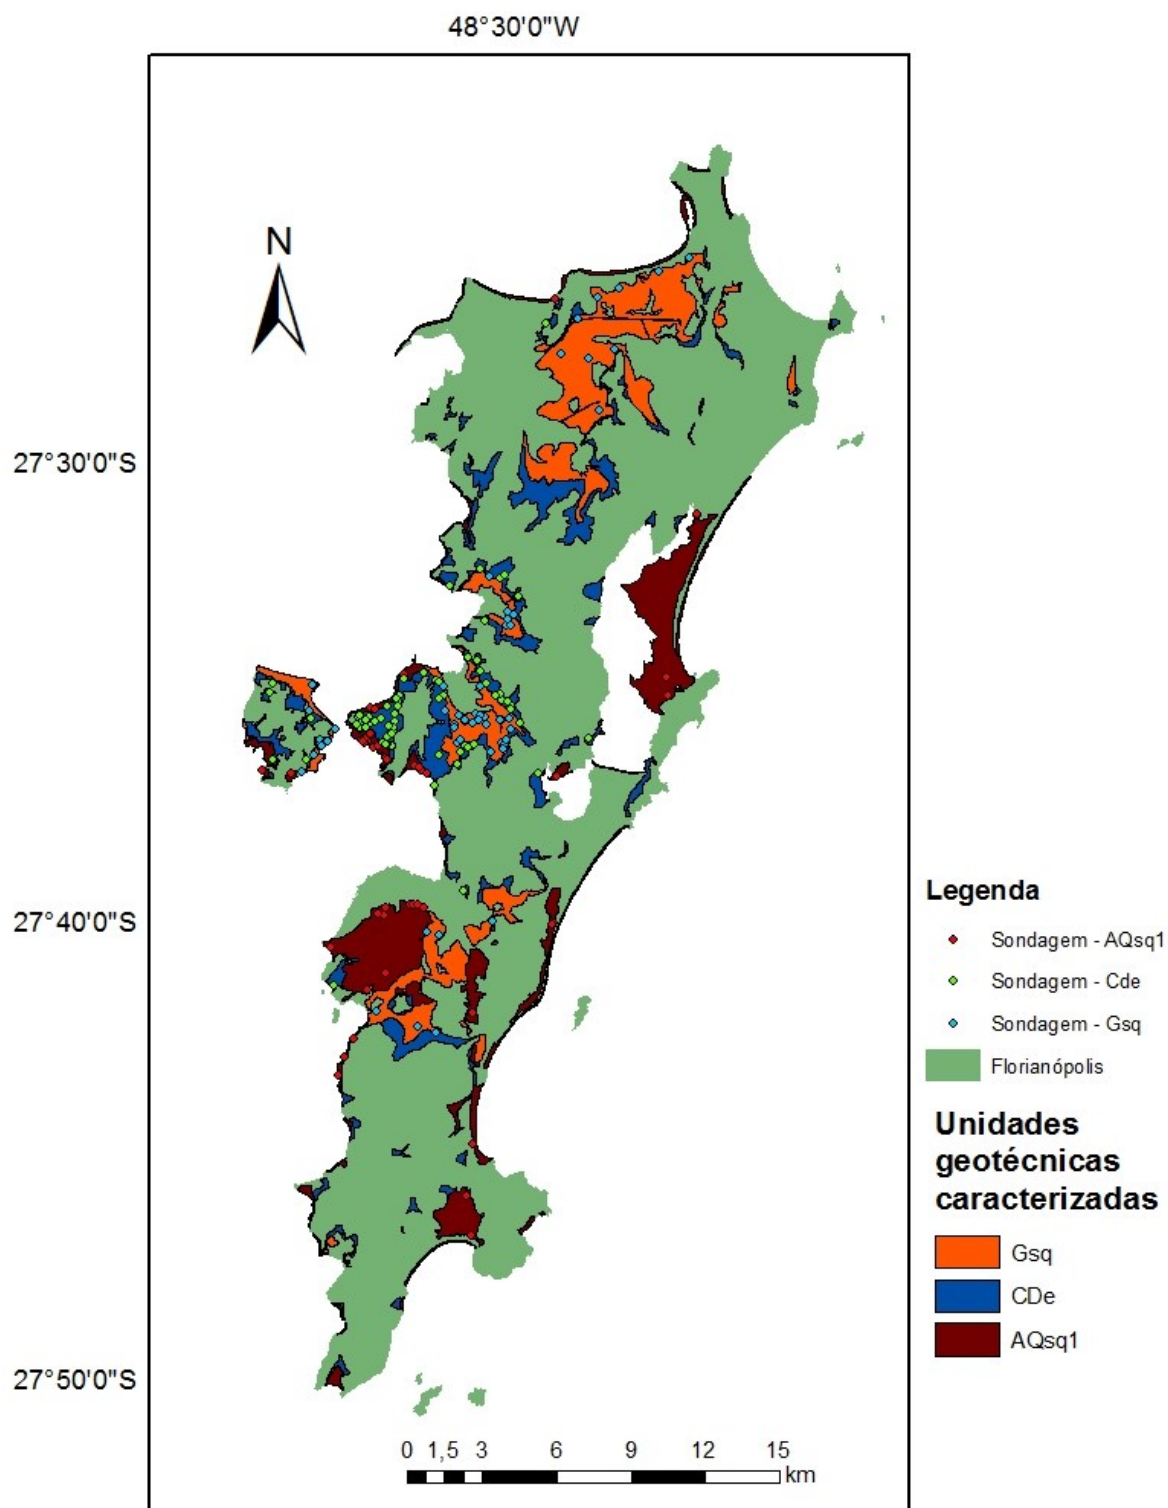 48°30'0"W
N
27°30'0"S
27°40'0"S
27°50'0"S
Legenda
Sondagem - AQsq1
Sondagem - Cde
Sondagem - Gsq
Florianópolis
Unidades
geotécnicas
caracterizadas
Gsq
CDe
AQsq1
0 1,5 3 6 9 12 15
km